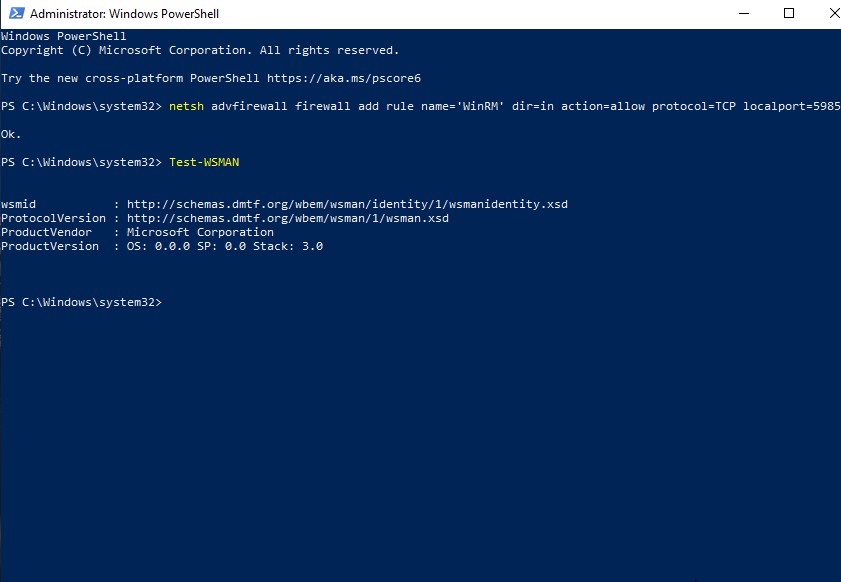 Administrator: Windows PowerShell
Windows PowerShell
Copyright (C) Microsoft Corporation. All rights reserved.
Try the new cross-platform PowerShell https://aka.ms/pscore6
PS C:\Windows\system32> netsh advfirewall firewall add rule name='WinRM' dir=in action=allow protocol=TCP localport=5985
Ok.
PS C:\Windows\system32> Test-WSMAN
wsmid           : http://schemas.dmtf.org/wbem/wsman/identity/1/wsmanidentity.xsd
ProtocolVersion : http://schemas.dmtf.org/wbem/wsman/1/wsman.xsd
ProductVendor   : Microsoft Corporation
ProductVersion  : OS: 0.0.0 SP: 0.0 Stack: 3.0
PS C:\Windows\system32>